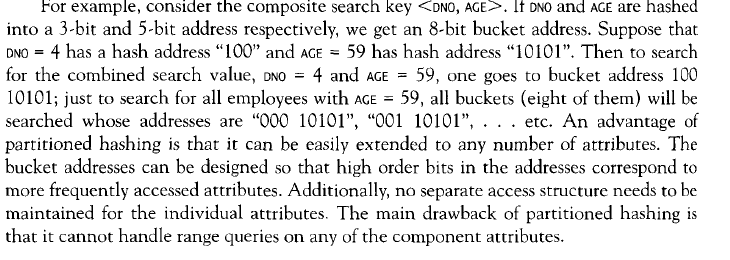 For example, consider the composite search key <DNO, AGE>. If DNO and AGE are hashed
into a 3-bit and 5-bit address respectively, we get an 8-bit bucket address. Suppose that
DNO = 4 has a hash address “100” and AGE = 59 has hash address “10101”. Then to search
for the combined search value, DNO = 4 and AGE = 59, one goes to bucket address 100
10101; just to search for all employees with AGE = 59, all buckets (eight of them) will be
searched whose addresses are “000 10101”, “001 10101”, . . . etc. An advantage of
partitioned hashing is that it can be easily extended to any number of attributes. The
bucket addresses can be designed so that high order bits in the addresses correspond to
more frequently accessed attributes. Additionally, no separate access structure needs to be
maintained for the individual attributes. The main drawback of partitioned hashing is
that it cannot handle range queries on any of the component attributes.